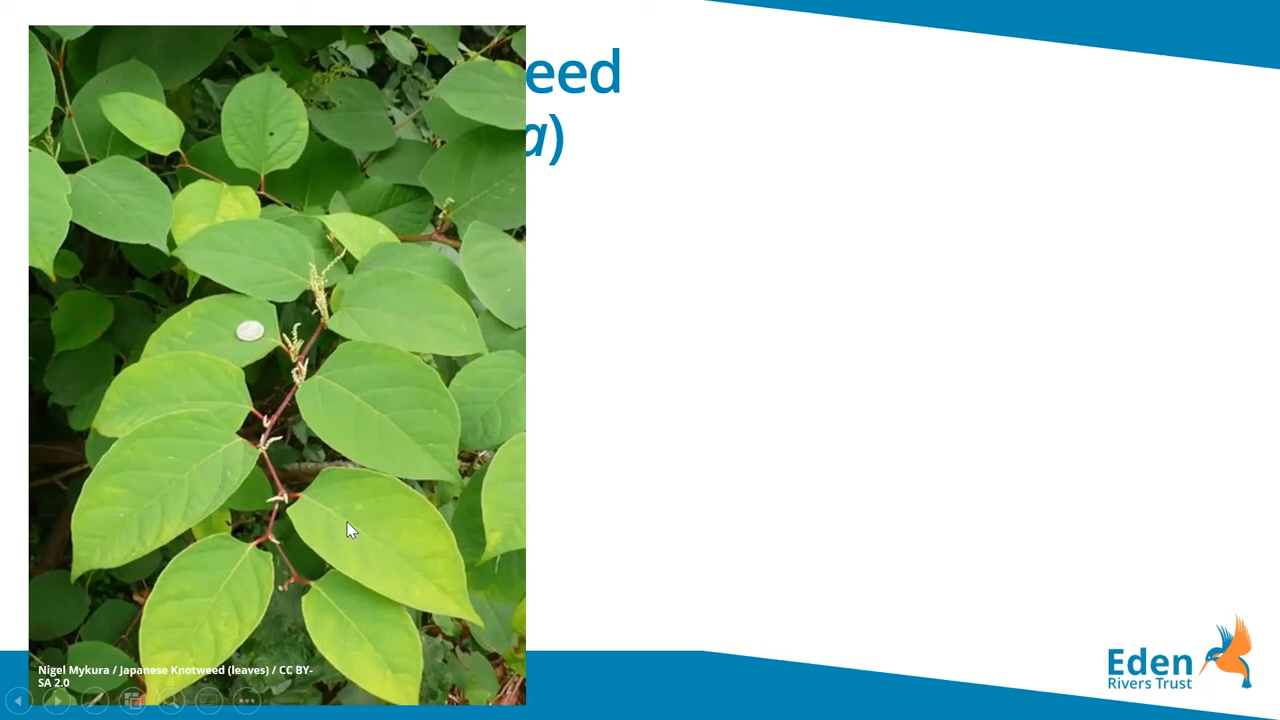 eed
a)
Nigel Mykura / Japanese Knotweed (leaves) / CC BY-
SA 2.0
Eden
Rivers Trust